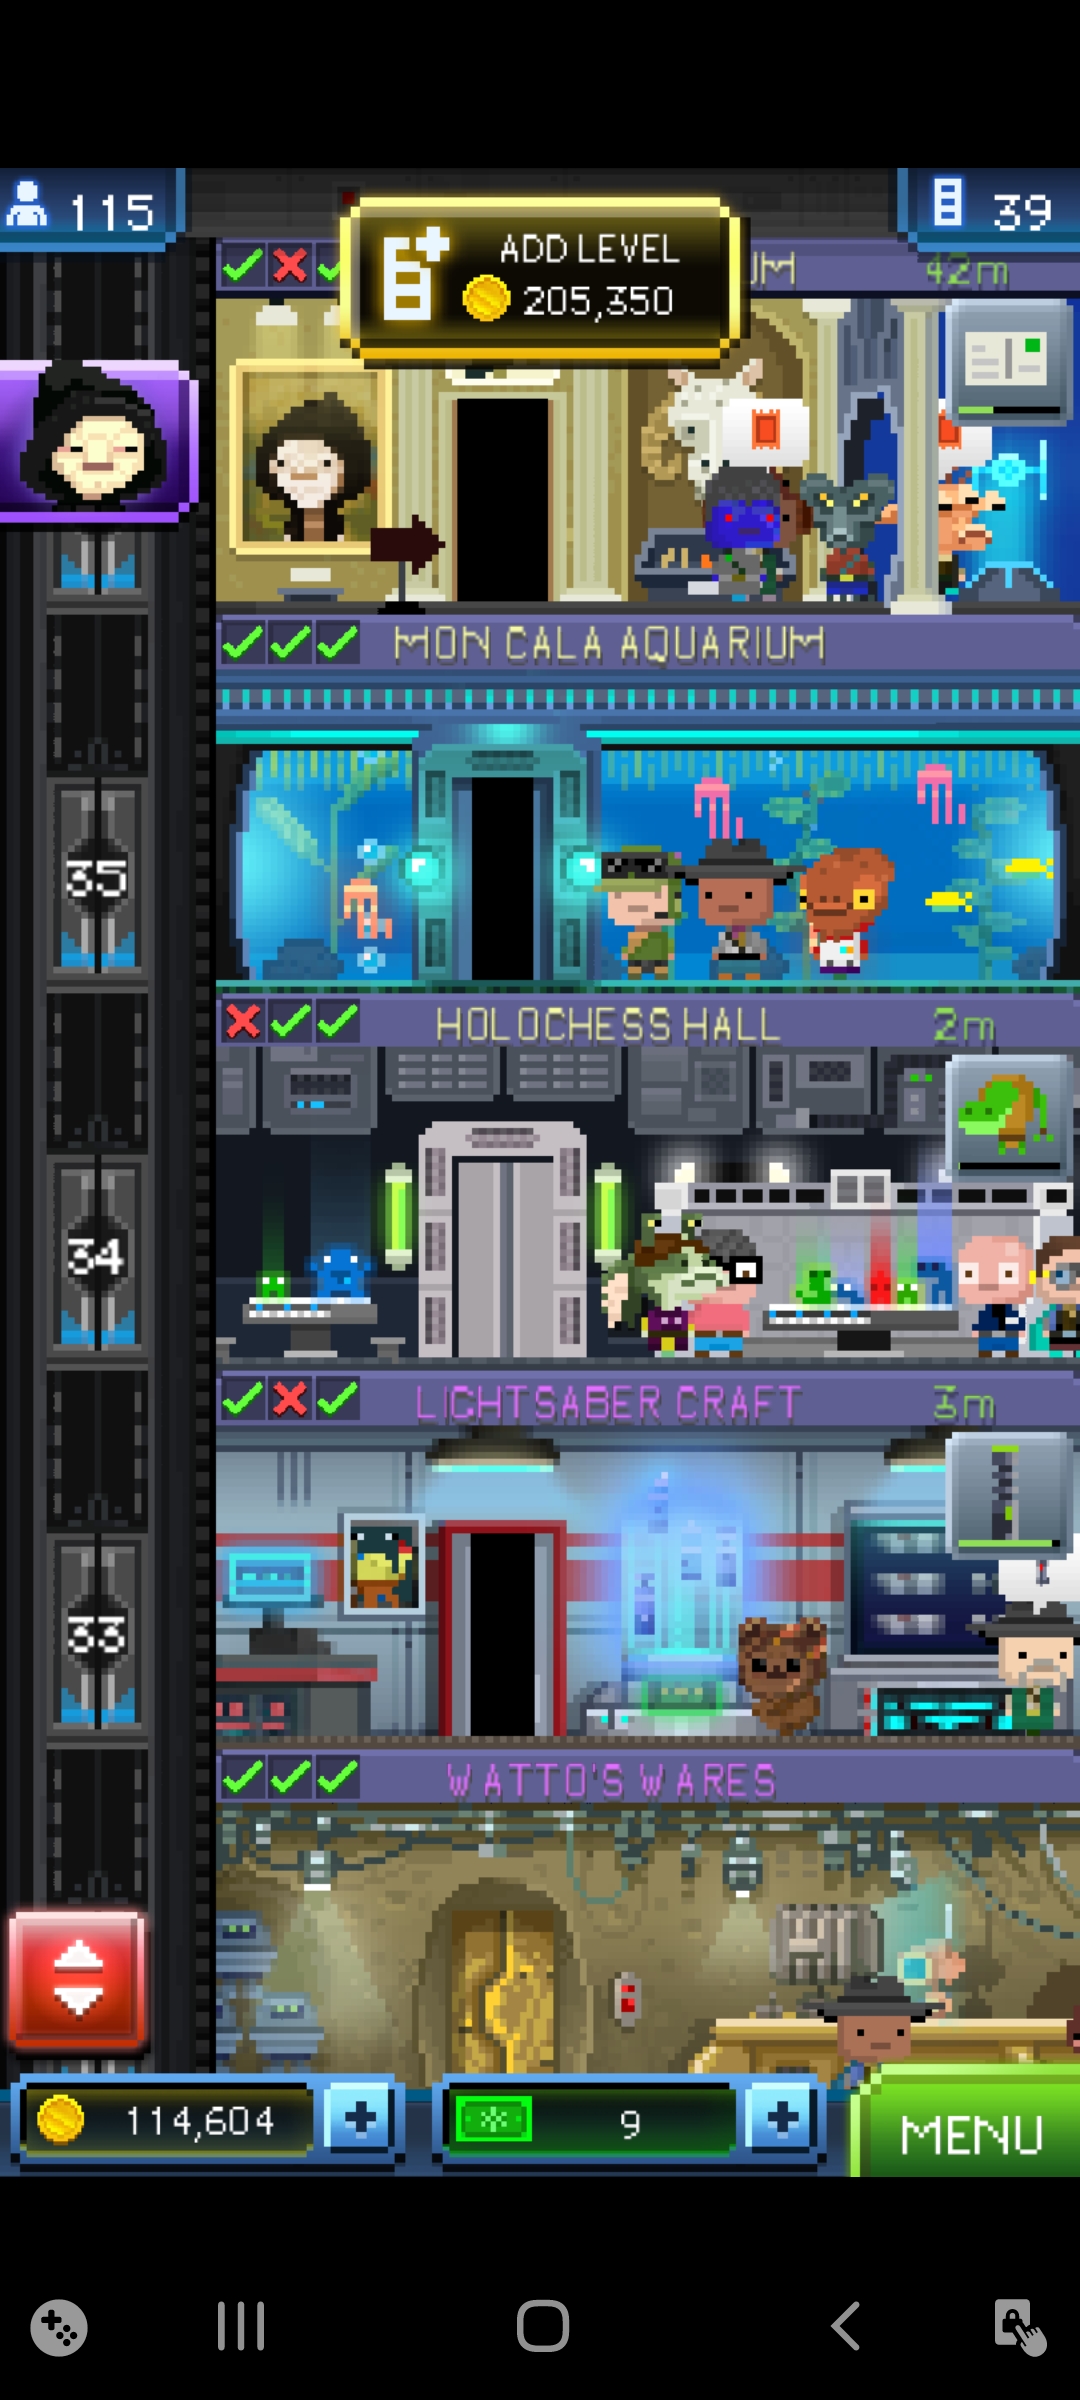 115
39
ADD LEVEL
205,350
UM
42m
MON CALA AQUARIUM
35
HOLOCHESS HALL
2m
34
LIGHTSABER CRAFT
3m
33
WATTO'S WARES
114,604
9
MENU